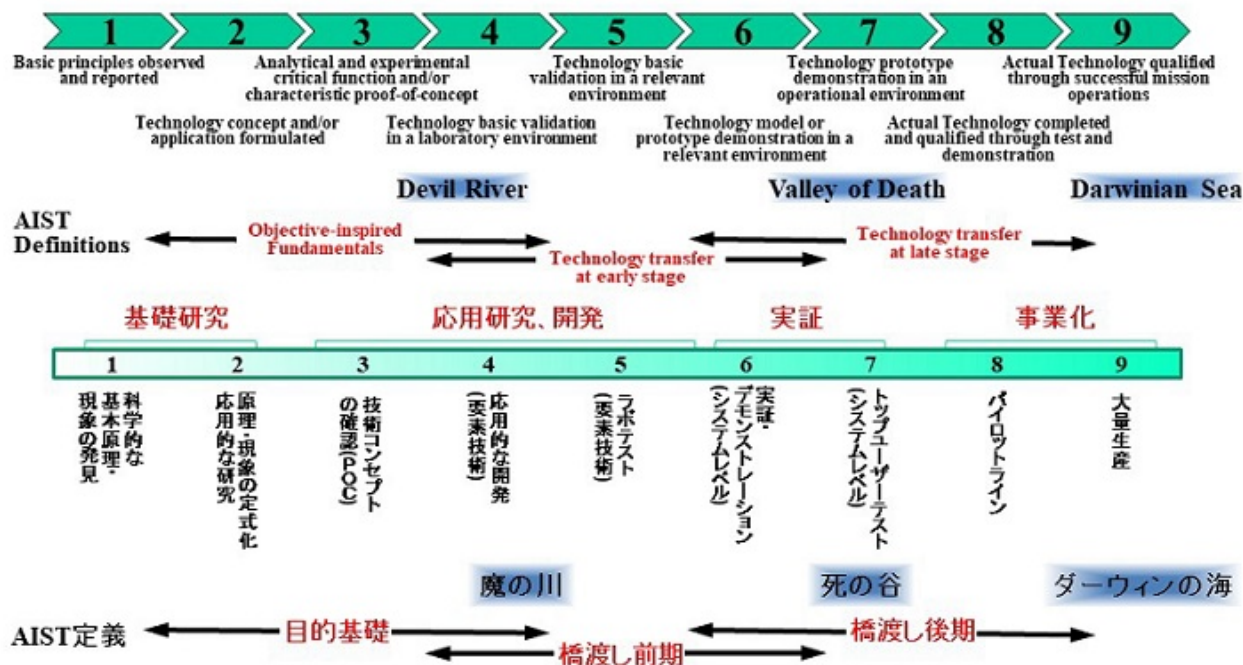 1 2 3 4 5 6 7 8 9
Basic principles observed
and reported
Technology concept and/or
application formulated
Analytical and experimental
critical function and/or
characteristic proof-of-concept
Technology basic validation
in a laboratory environment
Technology basic
validation in a relevant
environment
Technology model or
prototype demonstration in a
relevant environment
Technology prototype
demonstration in an
operational environment
Actual Technology completed
and qualified through test and
demonstration
Actual Technology qualified
through successful mission
operations
Devil River
Valley of Death
Darwinian Sea
AIST
Definitions
Objective-inspired
Fundamentals
Technology transfer
at early stage
Technology transfer
at late stage
基礎研究
応用研究、開発
実証
事業化
1 2 3 4 5 6 7 8 9
科学的な
基本原理・
現象の発見
原理・現象の定式化
応用的な研究
技術コンセプト
の確認(POC)
応用的な開発
(要素技術)
ラボテスト
(要素技術)
実証・
デモンストレーション
(システムレベル)
トップユーザーテスト
(システムレベル)
パイロットライン
大量生産
魔の川
死の谷
ダーウィンの海
AIST定義
目的基礎
橋渡し前期
橋渡し後期